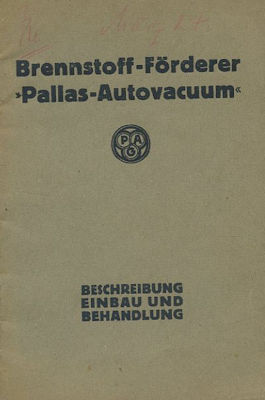 Brennstoff-Förderer
»Pallas-Autovacuum«
P A
G
BESCHREIBUNG
EINBAU UND
BEHANDLUNG